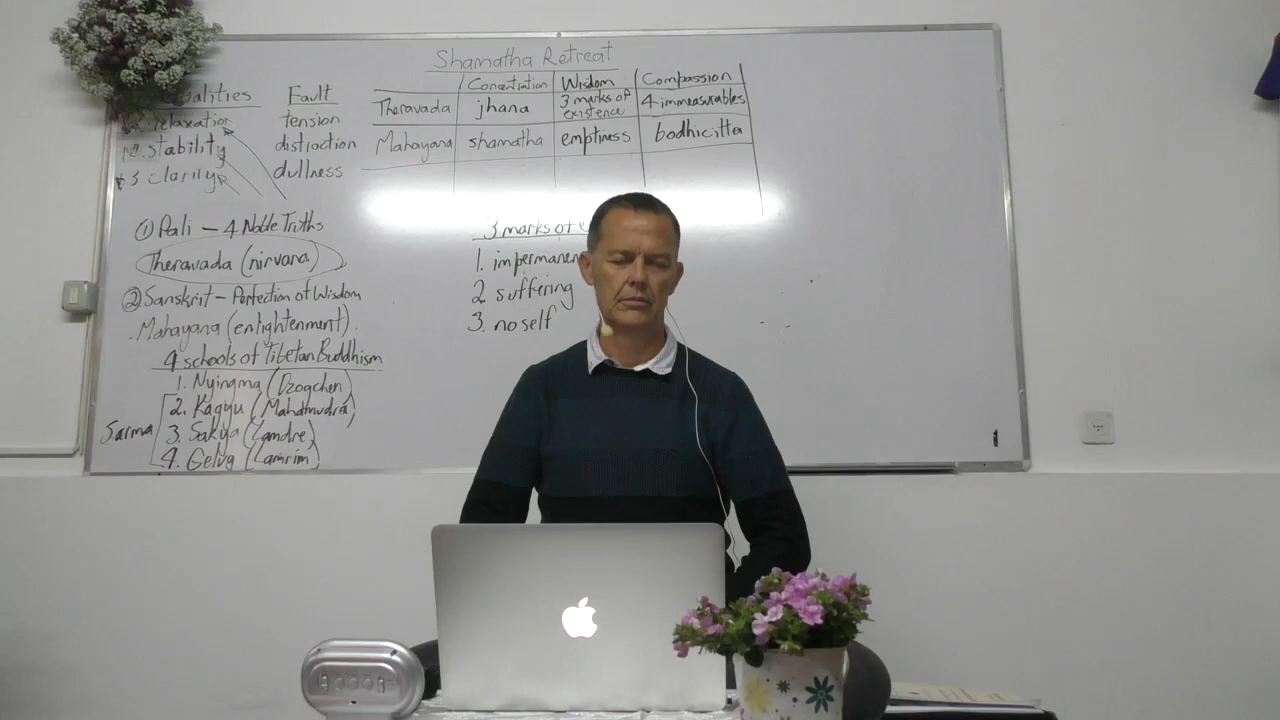 Shamatha Retreat
Qualities Fault
1. relaxation tension
2. stability distraction
3 clarity dullness
Concentration Wisdom Compassion
Theravada jhana 3 marks of existence 4 immeasurables
Mahayana shamatha emptiness bodhicitta
① Pali – 4 Noble Truths
Theravada (nirvana)
② Sanskrit – Perfection of Wisdom
Mahayana (enlightenment)
4 schools of Tibetan Buddhism
1. Nyingma (Dzogchen)
2. Kagyu (Mahamudra)
Sarma 3. Sakya (Lamdre)
4. Gelug (Lamrim)
3 marks of
1. impermanen
2 suffering
3. no self